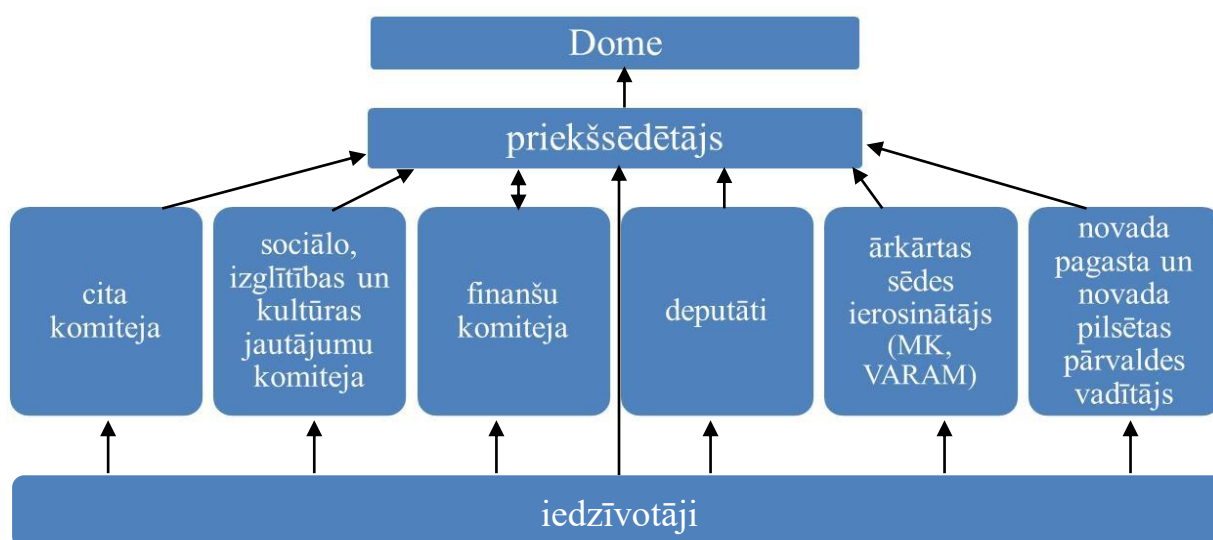 Dome
priekšsēdētājs
cita
komiteja
sociālo,
izglītības un
kultūras
jautājumu
komiteja
finanšu
komiteja
deputāti
ārkārtas
sēdes
ierosinātājs
(MK,
VARAM)
novada
pagasta un
novada
pilsētas
pārvaldes
vadītājs
iedzīvotāji